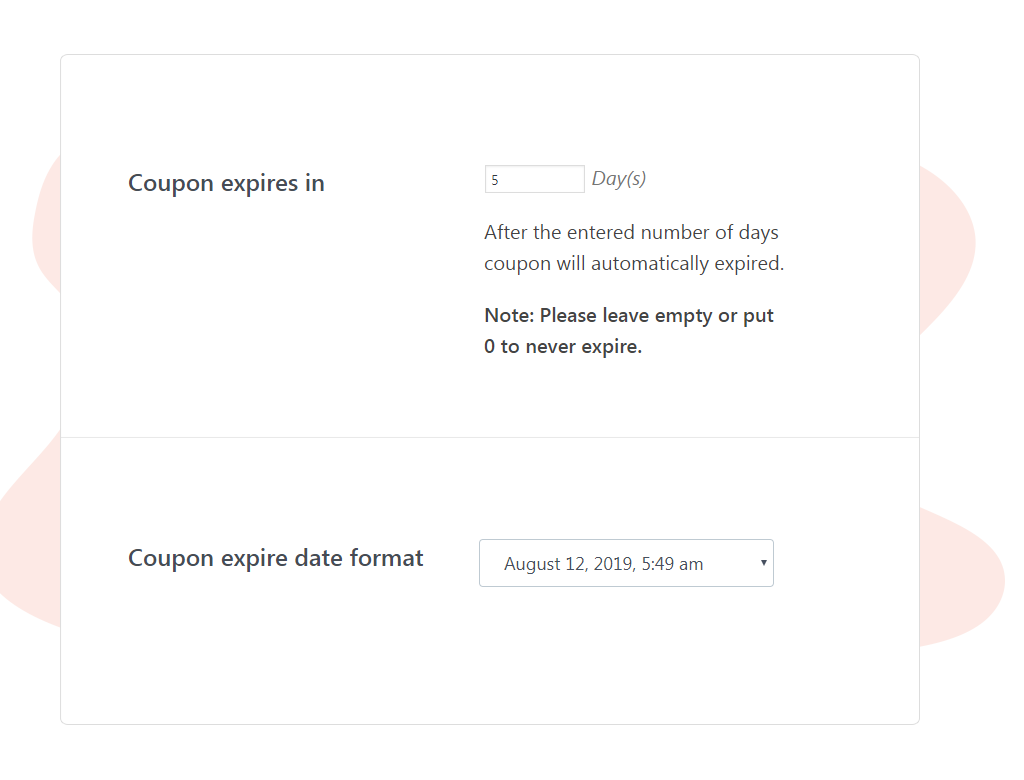 Coupon expires in
5 Day(s)
After the entered number of days
coupon will automatically expired.
Note: Please leave empty or put
0 to never expire.
Coupon expire date format
August 12, 2019, 5:49 am